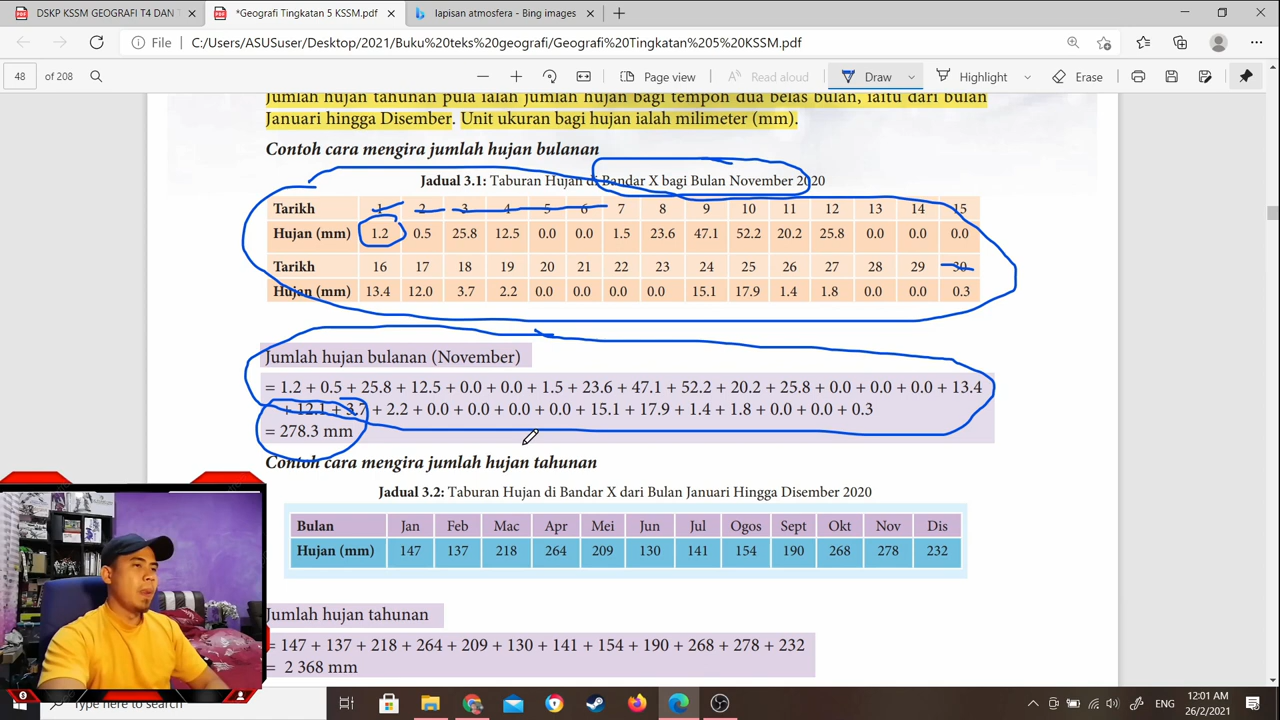 DSKP KSSM GEOGRAFI T4 DAN
*Geografi Tingkatan 5 KSSM.pdf
lapisan atmosfera - Bing images
File
C:/Users/ASUSuser/Desktop/2021/Buku%20teks%20geografi/Geografi%20Tingkatan%205%20KSSM.pdf
48 of 208
Page view
Read aloud
Draw
Highlight
Erase
Jumlah hujan tahunan pula ialah jumlah hujan bagi tempoh dua belas bulan, iaitu dari bulan
Januari hingga Disember. Unit ukuran bagi hujan ialah milimeter (mm).
Contoh cara mengira jumlah hujan bulanan
Jadual 3.1: Taburan Hujan di Bandar X bagi Bulan November 2020
Tarikh 1 2 3 4 5 6 7 8 9 10 11 12 13 14 15
Hujan (mm) 1.2 0.5 25.8 12.5 0.0 0.0 1.5 23.6 47.1 52.2 20.2 25.8 0.0 0.0 0.0
Tarikh 16 17 18 19 20 21 22 23 24 25 26 27 28 29 30
Hujan (mm) 13.4 12.0 3.7 2.2 0.0 0.0 0.0 0.0 15.1 17.9 1.4 1.8 0.0 0.0 0.3
Jumlah hujan bulanan (November)
= 1.2 + 0.5 + 25.8 + 12.5 + 0.0 + 0.0 + 1.5 + 23.6 + 47.1 + 52.2 + 20.2 + 25.8 + 0.0 + 0.0 + 0.0 + 13.4
+ 12.1 + 3.7 + 2.2 + 0.0 + 0.0 + 0.0 + 0.0 + 15.1 + 17.9 + 1.4 + 1.8 + 0.0 + 0.0 + 0.3
= 278.3 mm
Contoh cara mengira jumlah hujan tahunan
Jadual 3.2: Taburan Hujan di Bandar X dari Bulan Januari Hingga Disember 2020
Bulan Jan Feb Mac Apr Mei Jun Jul Ogos Sept Okt Nov Dis
Hujan (mm) 147 137 218 264 209 130 141 154 190 268 278 232
Jumlah hujan tahunan
= 147 + 137 + 218 + 264 + 209 + 130 + 141 + 154 + 190 + 268 + 278 + 232
= 2 368 mm
Type here to search
ENG
12:01 AM
26/2/2021